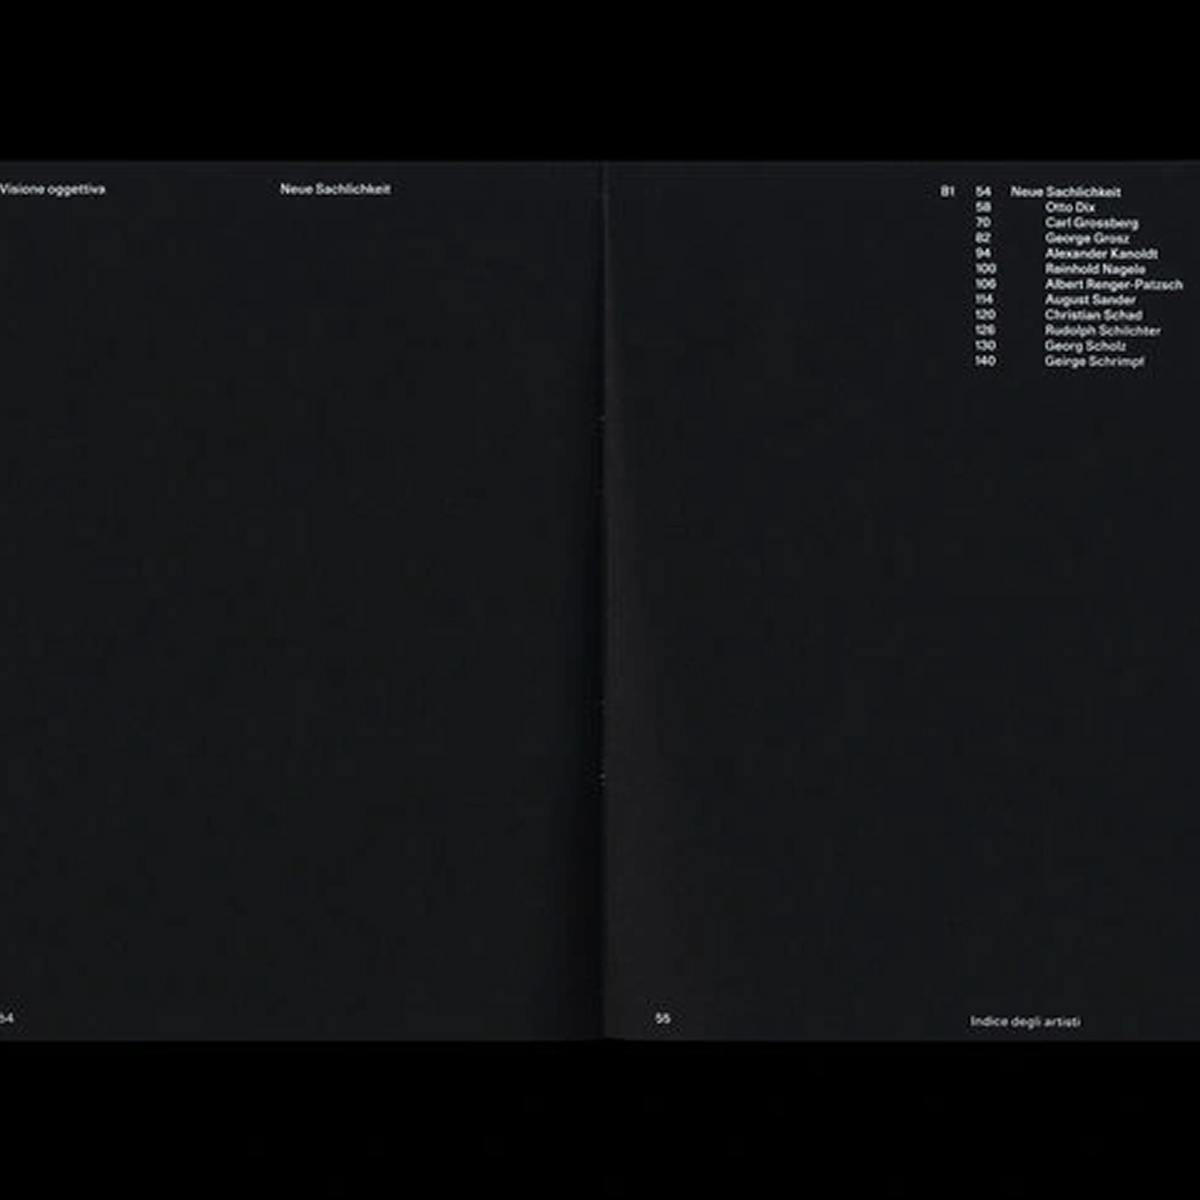 Visione oggettiva
Neue Sachlichkeit
54
81 54 Neue Sachlichkeit
58 Otto Dix
70 Carl Grossberg
82 George Grosz
94 Alexander Kanoldt
100 Reinhold Nagele
106 Albert Renger-Patzsch
114 August Sander
120 Christian Schad
126 Rudolph Schlichter
130 Georg Scholz
140 Geirge Schrimpf
55
Indice degli artisti